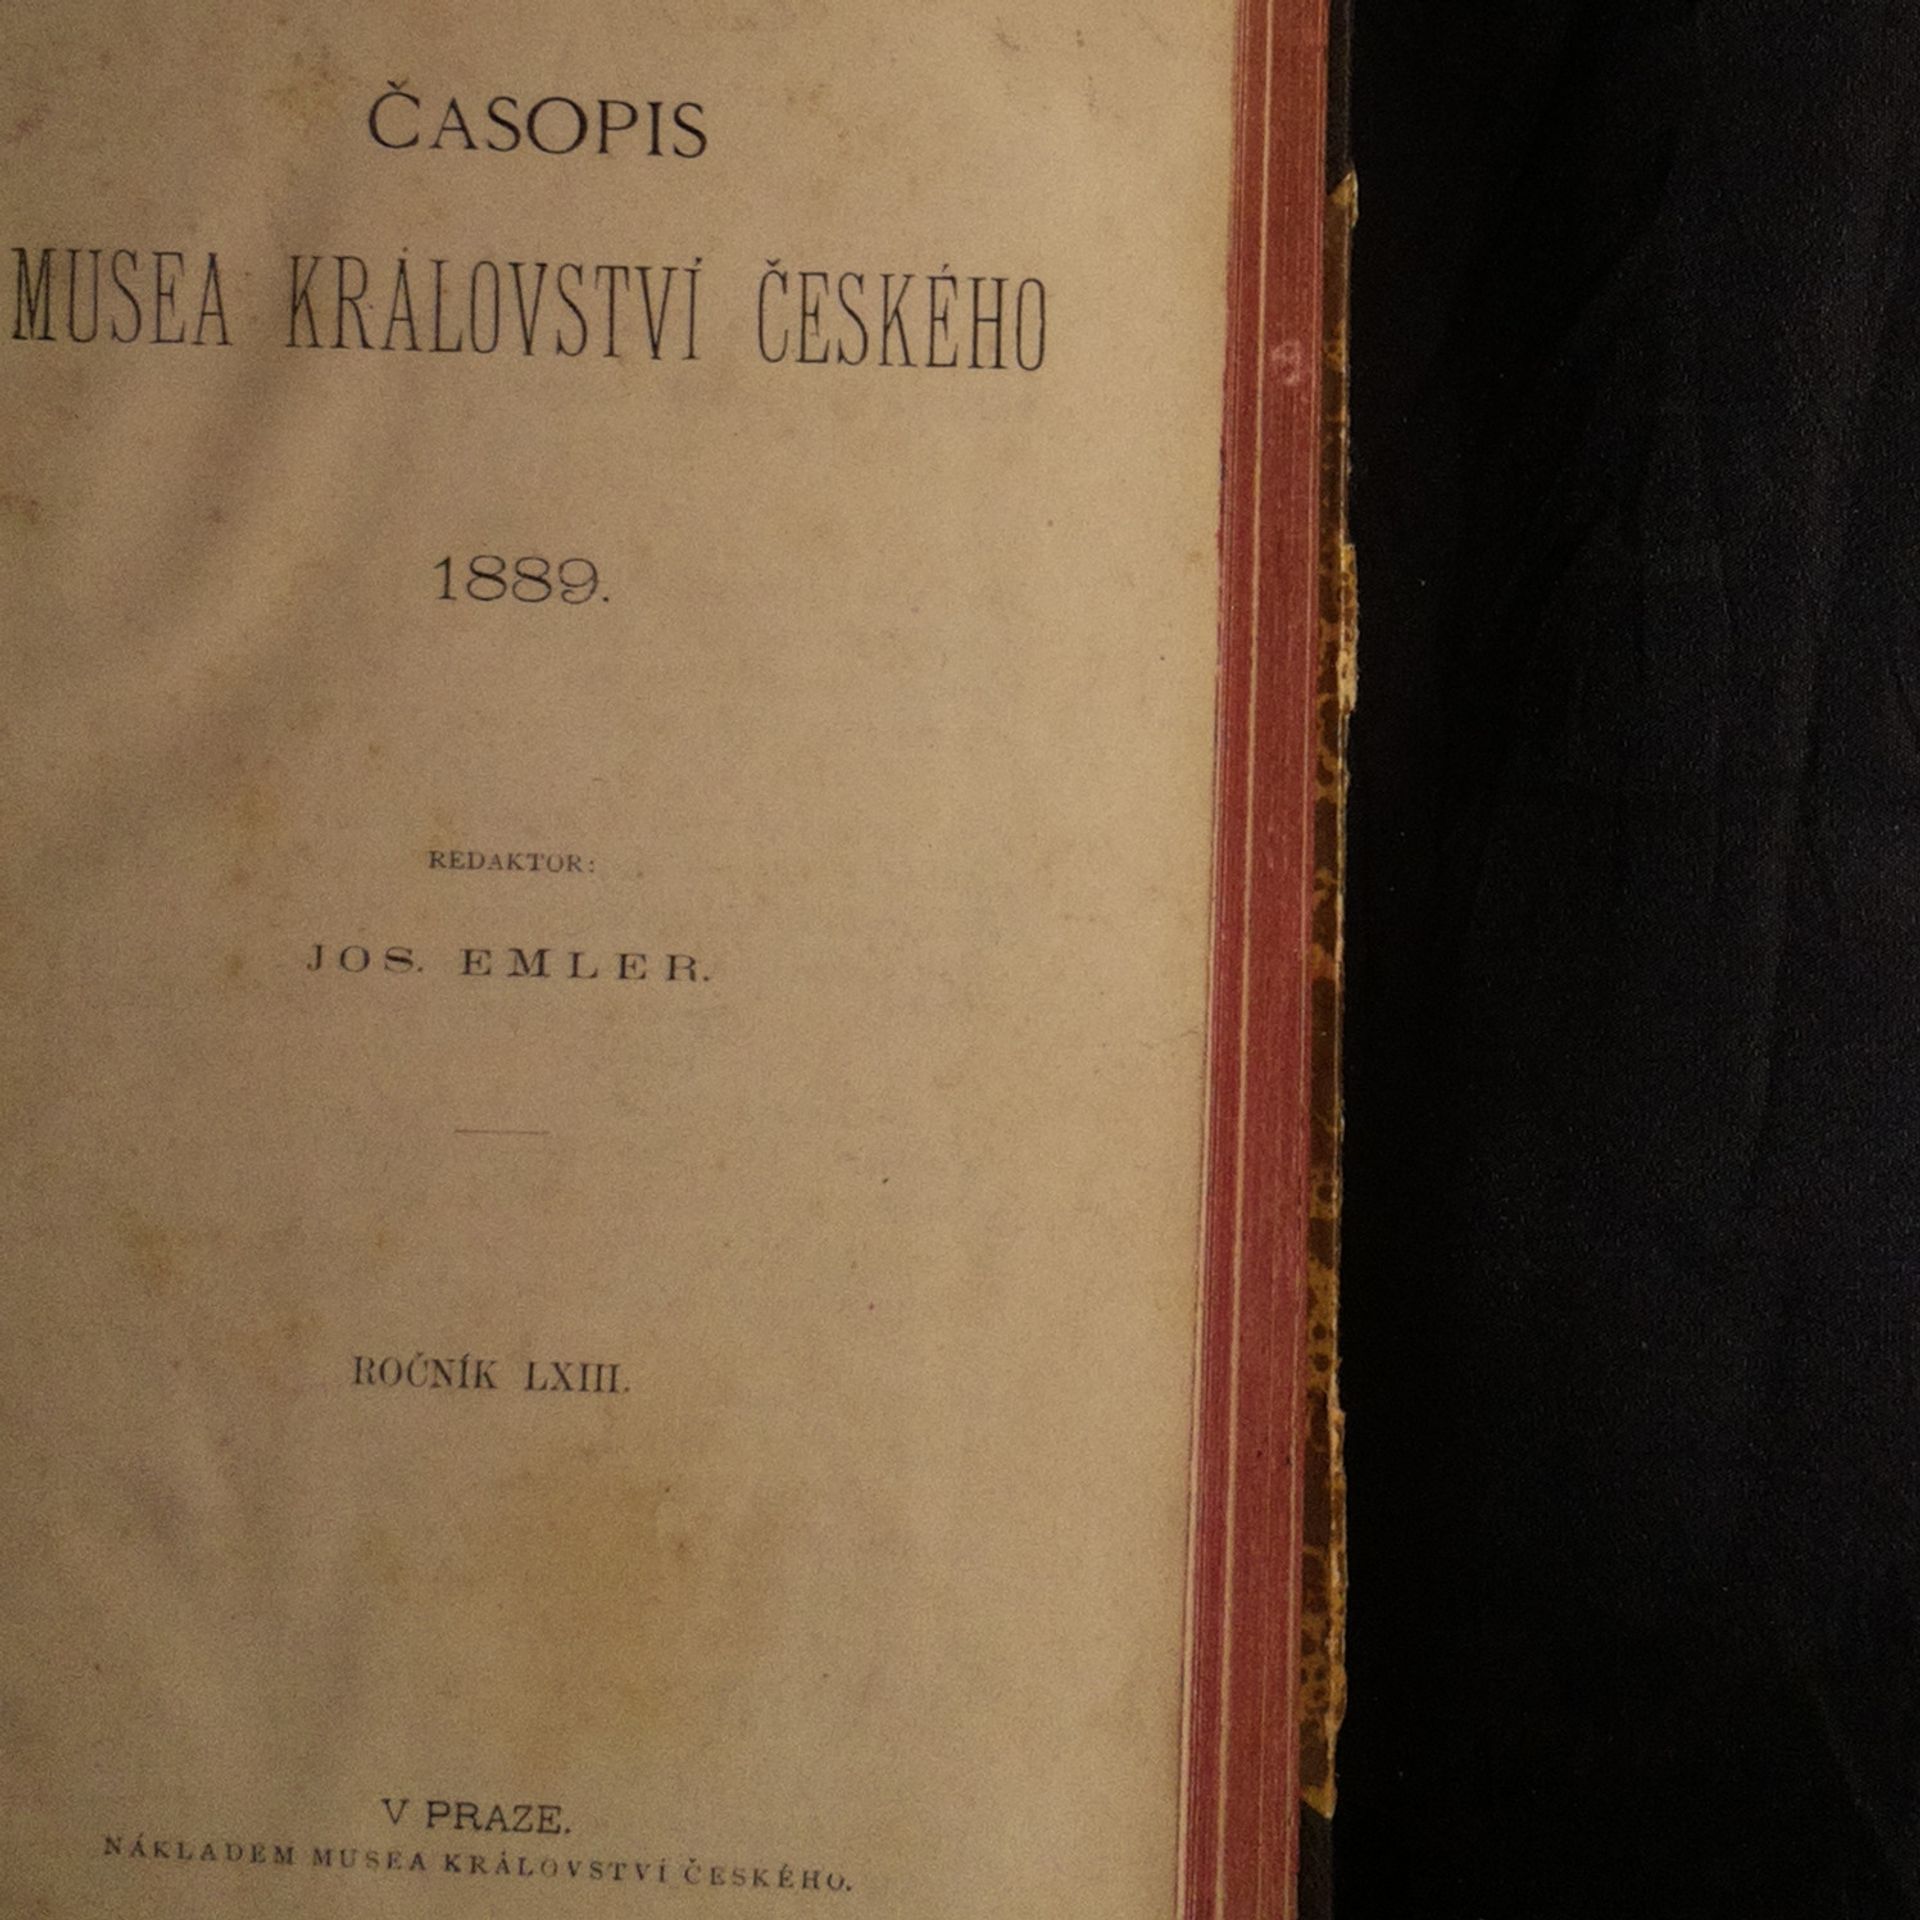 ČASOPIS
MUSEA KRÁLOVSTVÍ ČESKÉHO
1889.
REDAKTOR:
JOS. EMLER.
ROČNÍK LXIII.
V PRAZE.
NÁKLADEM MUSEA KRÁLOVSTVÍ ČESKÉHO.